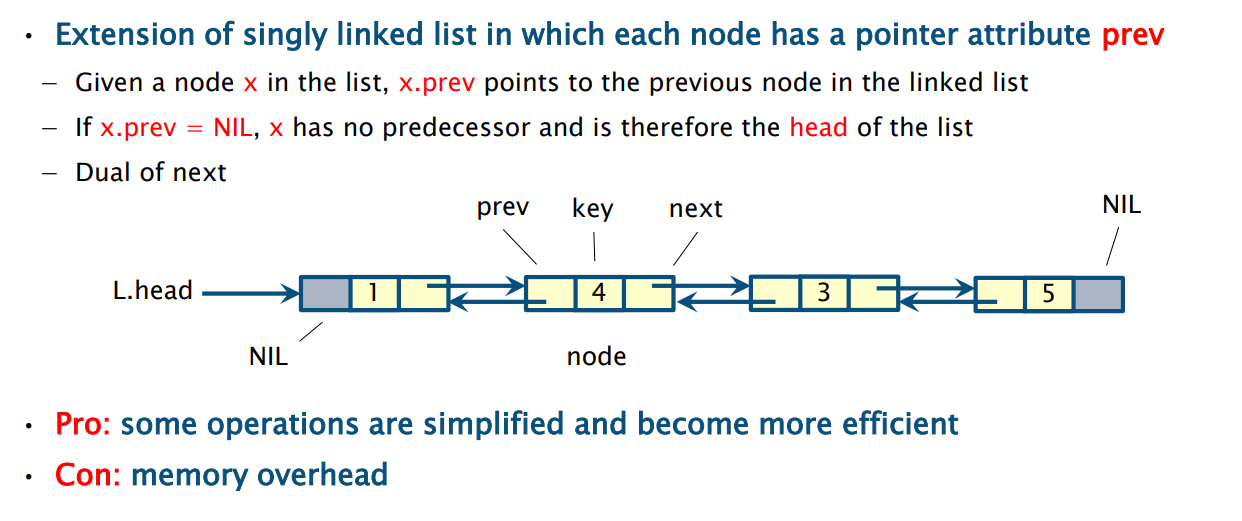 • Extension of singly linked list in which each node has a pointer attribute prev
– Given a node x in the list, x.prev points to the previous node in the linked list
– If x.prev = NIL, x has no predecessor and is therefore the head of the list
– Dual of next
prev key next NIL
L.head 1 4 3 5
NIL node
• Pro: some operations are simplified and become more efficient
• Con: memory overhead